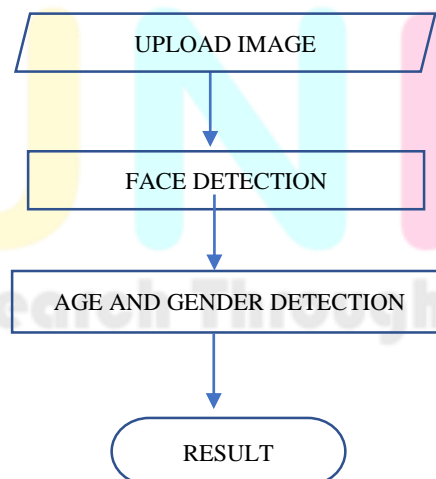 UPLOAD IMAGE
FACE DETECTION
AGE AND GENDER DETECTION
RESULT